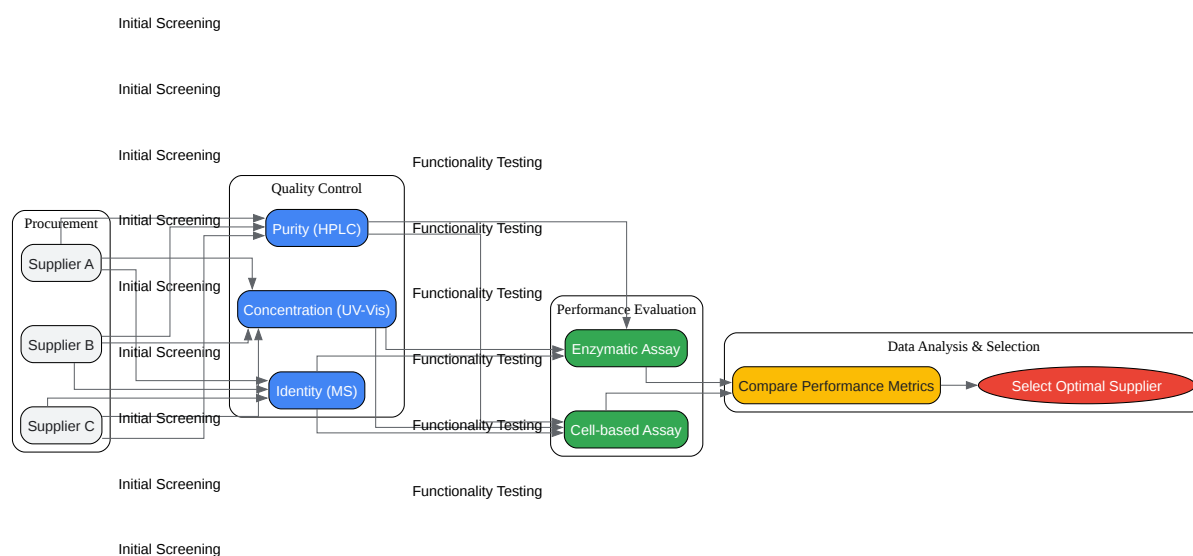 Initial Screening
Initial Screening
Initial Screening
Initial Screening
Initial Screening
Initial Screening
Initial Screening
Initial Screening
Initial Screening
Procurement
Supplier A
Supplier B
Supplier C
Quality Control
Purity (HPLC)
Concentration (UV-Vis)
Identity (MS)
Functionality Testing
Functionality Testing
Functionality Testing
Functionality Testing
Functionality Testing
Functionality Testing
Performance Evaluation
Enzymatic Assay
Cell-based Assay
Data Analysis & Selection
Compare Performance Metrics
Select Optimal Supplier